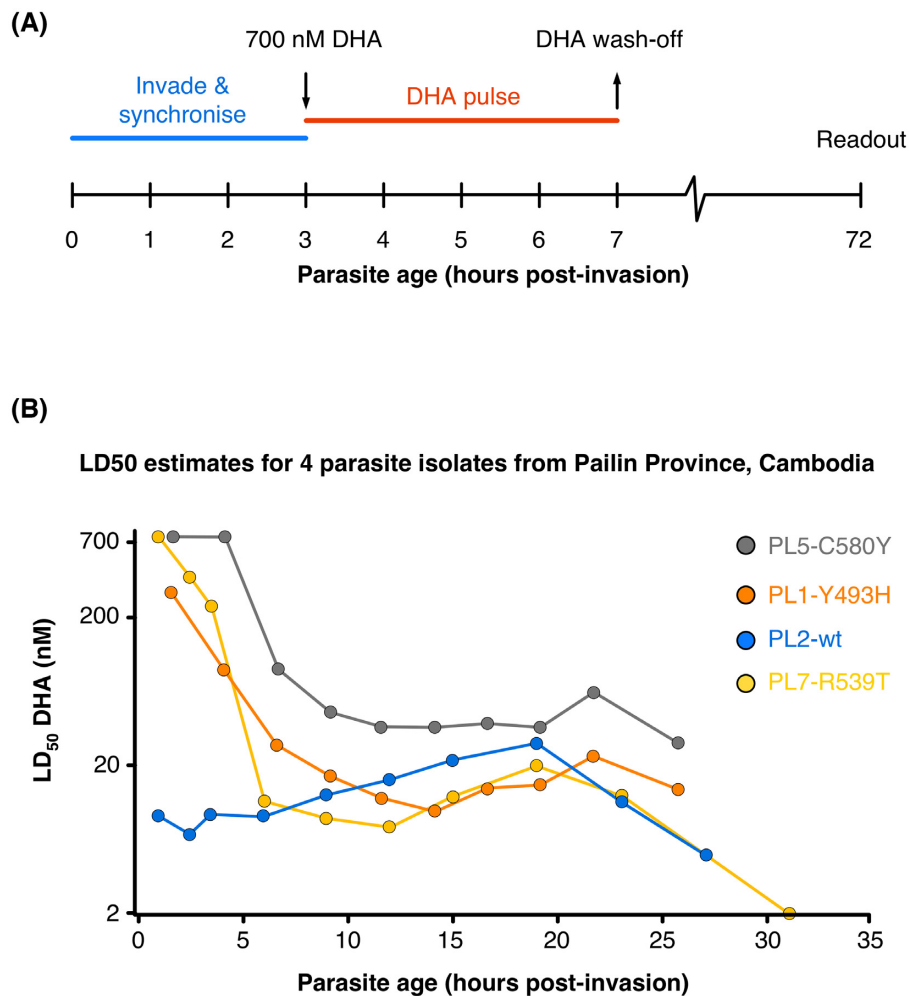 (A)
700 nM DHA
DHA wash-off
Invade &
synchronise
DHA pulse
Readout
0 1 2 3 4 5 6 7 72
Parasite age (hours post-invasion)
(B)
LD50 estimates for 4 parasite isolates from Pailin Province, Cambodia
700
200
20
2
LD50 DHA (nM)
PL5-C580Y
PL1-Y493H
PL2-wt
PL7-R539T
0 5 10 15 20 25 30 35
Parasite age (hours post-invasion)